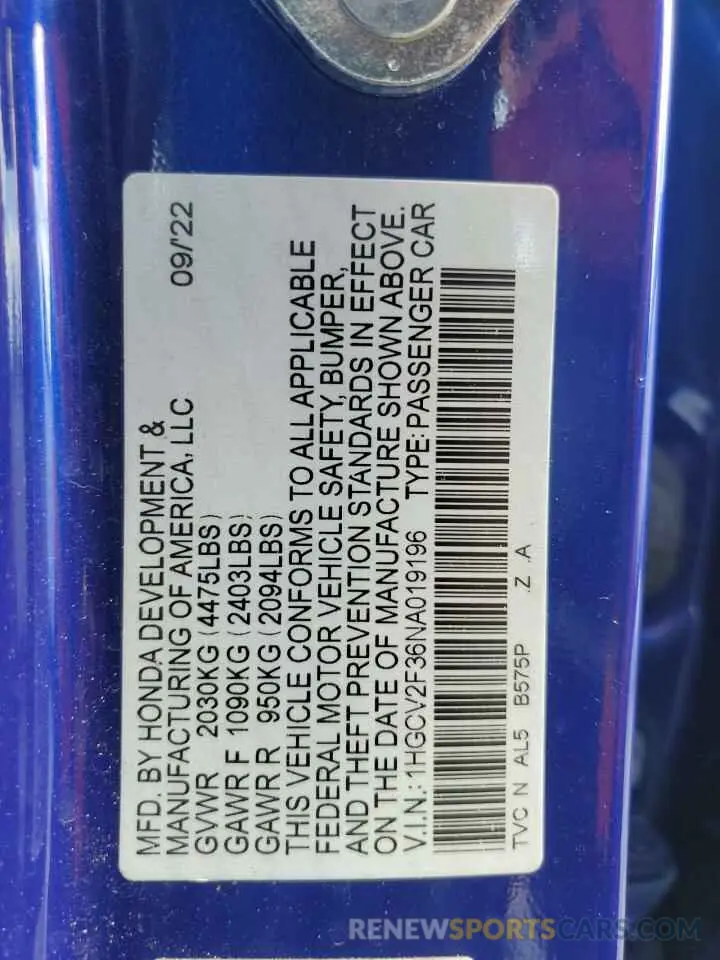 MFD. BY HONDA DEVELOPMENT &
MANUFACTURING OF AMERICA, LLC 09/'22
GVWR 2030KG (4475LBS)
GAWR F 1090KG (2403LBS)
GAWR R 950KG (2094LBS)
THIS VEHICLE CONFORMS TO ALL APPLICABLE
FEDERAL MOTOR VEHICLE SAFETY, BUMPER,
AND THEFT PREVENTION STANDARDS IN EFFECT
ON THE DATE OF MANUFACTURE SHOWN ABOVE.
V.I.N.: 1HGCV2F36NA019196 TYPE: PASSENGER CAR
TVC N AL5 B575P .Z .A
RENEWSPORTSCARS.COM